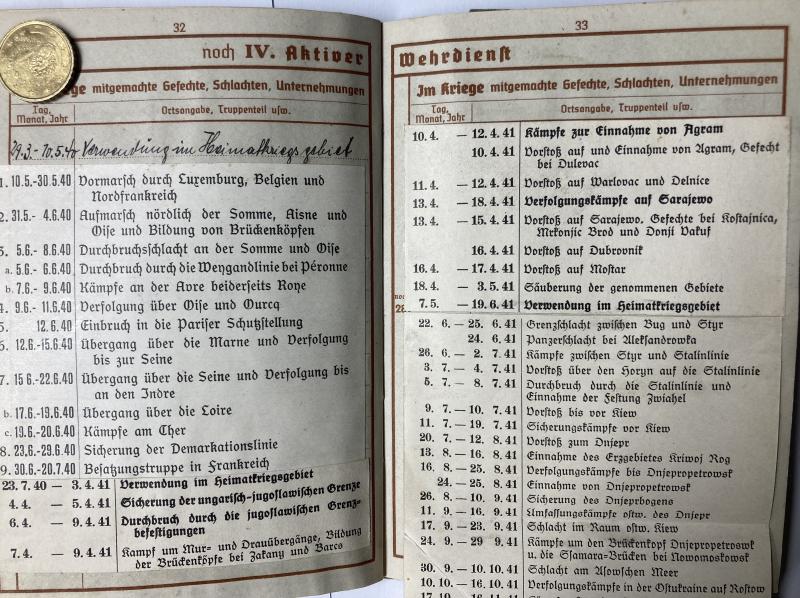 32
noch IV. Aktiver
ge mitgemachte Gefechte, Schlachten, Unternehmungen
Tag, Monat, Jahr
Ortsangabe, Truppenteil usw.
29.3.-10.5.40 Verwendung im Heimatkriegsgebiet
1. 10.5.-30.5.40 Vormarsch durch Luxemburg, Belgien und
Nordfrankreich
2. 31.5.- 4.6.40 Aufmarsch nördlich der Somme, Aisne und
Oise und Bildung von Brückenköpfen
3. 5.6.- 8.6.40 Durchbruchsschlacht an der Somme und Oise
a. 5.6.- 6.6.40 Durchbruch durch die Weygandlinie bei Péronne
b. 7.6.- 9.6.40 Kämpfe an der Avre beiderseits Roye
4. 9.6.- 11.6.40 Verfolgung über Oise und Ourcq
5. 12.6.40 Einbruch in die Pariser Schutzstellung
6. 12.6.-15.6.40 Übergang über die Marne und Verfolgung
bis zur Seine
7. 15.6.-22.6.40 Übergang über die Seine und Verfolgung bis
an den Indre
b. 17.6.-19.6.40 Übergang über die Loire
c. 19.6.-20.6.40 Kämpfe am Cher
8. 23.6.-29.6.40 Sicherung der Demarkationslinie
9. 30.6.-20.7.40 Besatzungstruppe in Frankreich
23.7.40 — 3.4.41 Verwendung im Heimatkriegsgebiet
4.4. — 5.4.41 Sicherung der ungarisch-jugoslawischen Grenze
6.4. — 9.4.41 Durchbruch durch die jugoslawischen Grenz-
befestigungen
7.4. — 9.4.41 Kampf um Mur- und Drauübergänge, Bildung
der Brückenköpfe bei Zakany und Barcs
33
Wehrdienst
Im Kriege mitgemachte Gefechte, Schlachten, Unternehmungen
Tag, Monat, Jahr
Ortsangabe, Truppenteil usw.
10.4. — 12.4.41 Kämpfe zur Einnahme von Agram
10.4.41 Vorstoß auf und Einnahme von Agram, Gefecht
bei Dulevac
11.4. — 12.4.41 Vorstoß auf Warlovac und Delnice
13.4. — 18.4.41 Verfolgungskämpfe auf Sarajewo
13.4. — 15.4.41 Vorstoß auf Sarajewo. Gefechte bei Kostajnica,
Mrkonjic Brod und Donji Vakuf
16.4.41 Vorstoß auf Dubrovnik
16.4. — 17.4.41 Vorstoß auf Mostar
18.4. — 3.5.41 Säuberung der genommenen Gebiete
7.5. — 19.6.41 Verwendung im Heimatkriegsgebiet
22. 6. — 25. 6. 41 Grenzschlacht zwischen Bug und Styr
24. 6. 41 Panzerschlacht bei Aleksandrowka
26. 6. — 2. 7. 41 Kämpfe zwischen Styr und Stalinlinie
3. 7. — 4. 7. 41 Vorstoß über den Horyn auf die Stalinlinie
5. 7. — 8. 7. 41 Durchbruch durch die Stalinlinie und
Einnahme der Festung Zwiahel
9. 7. — 10. 7. 41 Vorstoß bis vor Kiew
11. 7. — 19. 7. 41 Sicherungskämpfe vor Kiew
20. 7. — 12. 8. 41 Vorstoß zum Dnjepr
13. 8. — 16. 8. 41 Einnahme des Erzgebietes Kriwoj Rog
16. 8. — 25. 8. 41 Verfolgungskämpfe bis Dnjepropetrowsk
24. — 25. 8. 41 Einnahme von Dnjepropetrowsk
26. 8. — 10. 9. 41 Sicherung des Dnjeprbogens
11. 9. — 16. 9. 41 Umfassungskämpfe ostw. des Dnjepr
17. 9. — 23. 9. 41 Schlacht im Raum ostw. Kiew
24. 9. — 29 9. 41 Kämpfe um den Brückenkopf Dnjepropetroswk
u. die Ssamara-Brücken bei Nowomoskowsk
30. 9. — 10. 10. 41 Schlacht am Asowschen Meer
10. 10. — 16. 10. 41 Verfolgungskämpfe in der Ostukraine auf Rostow